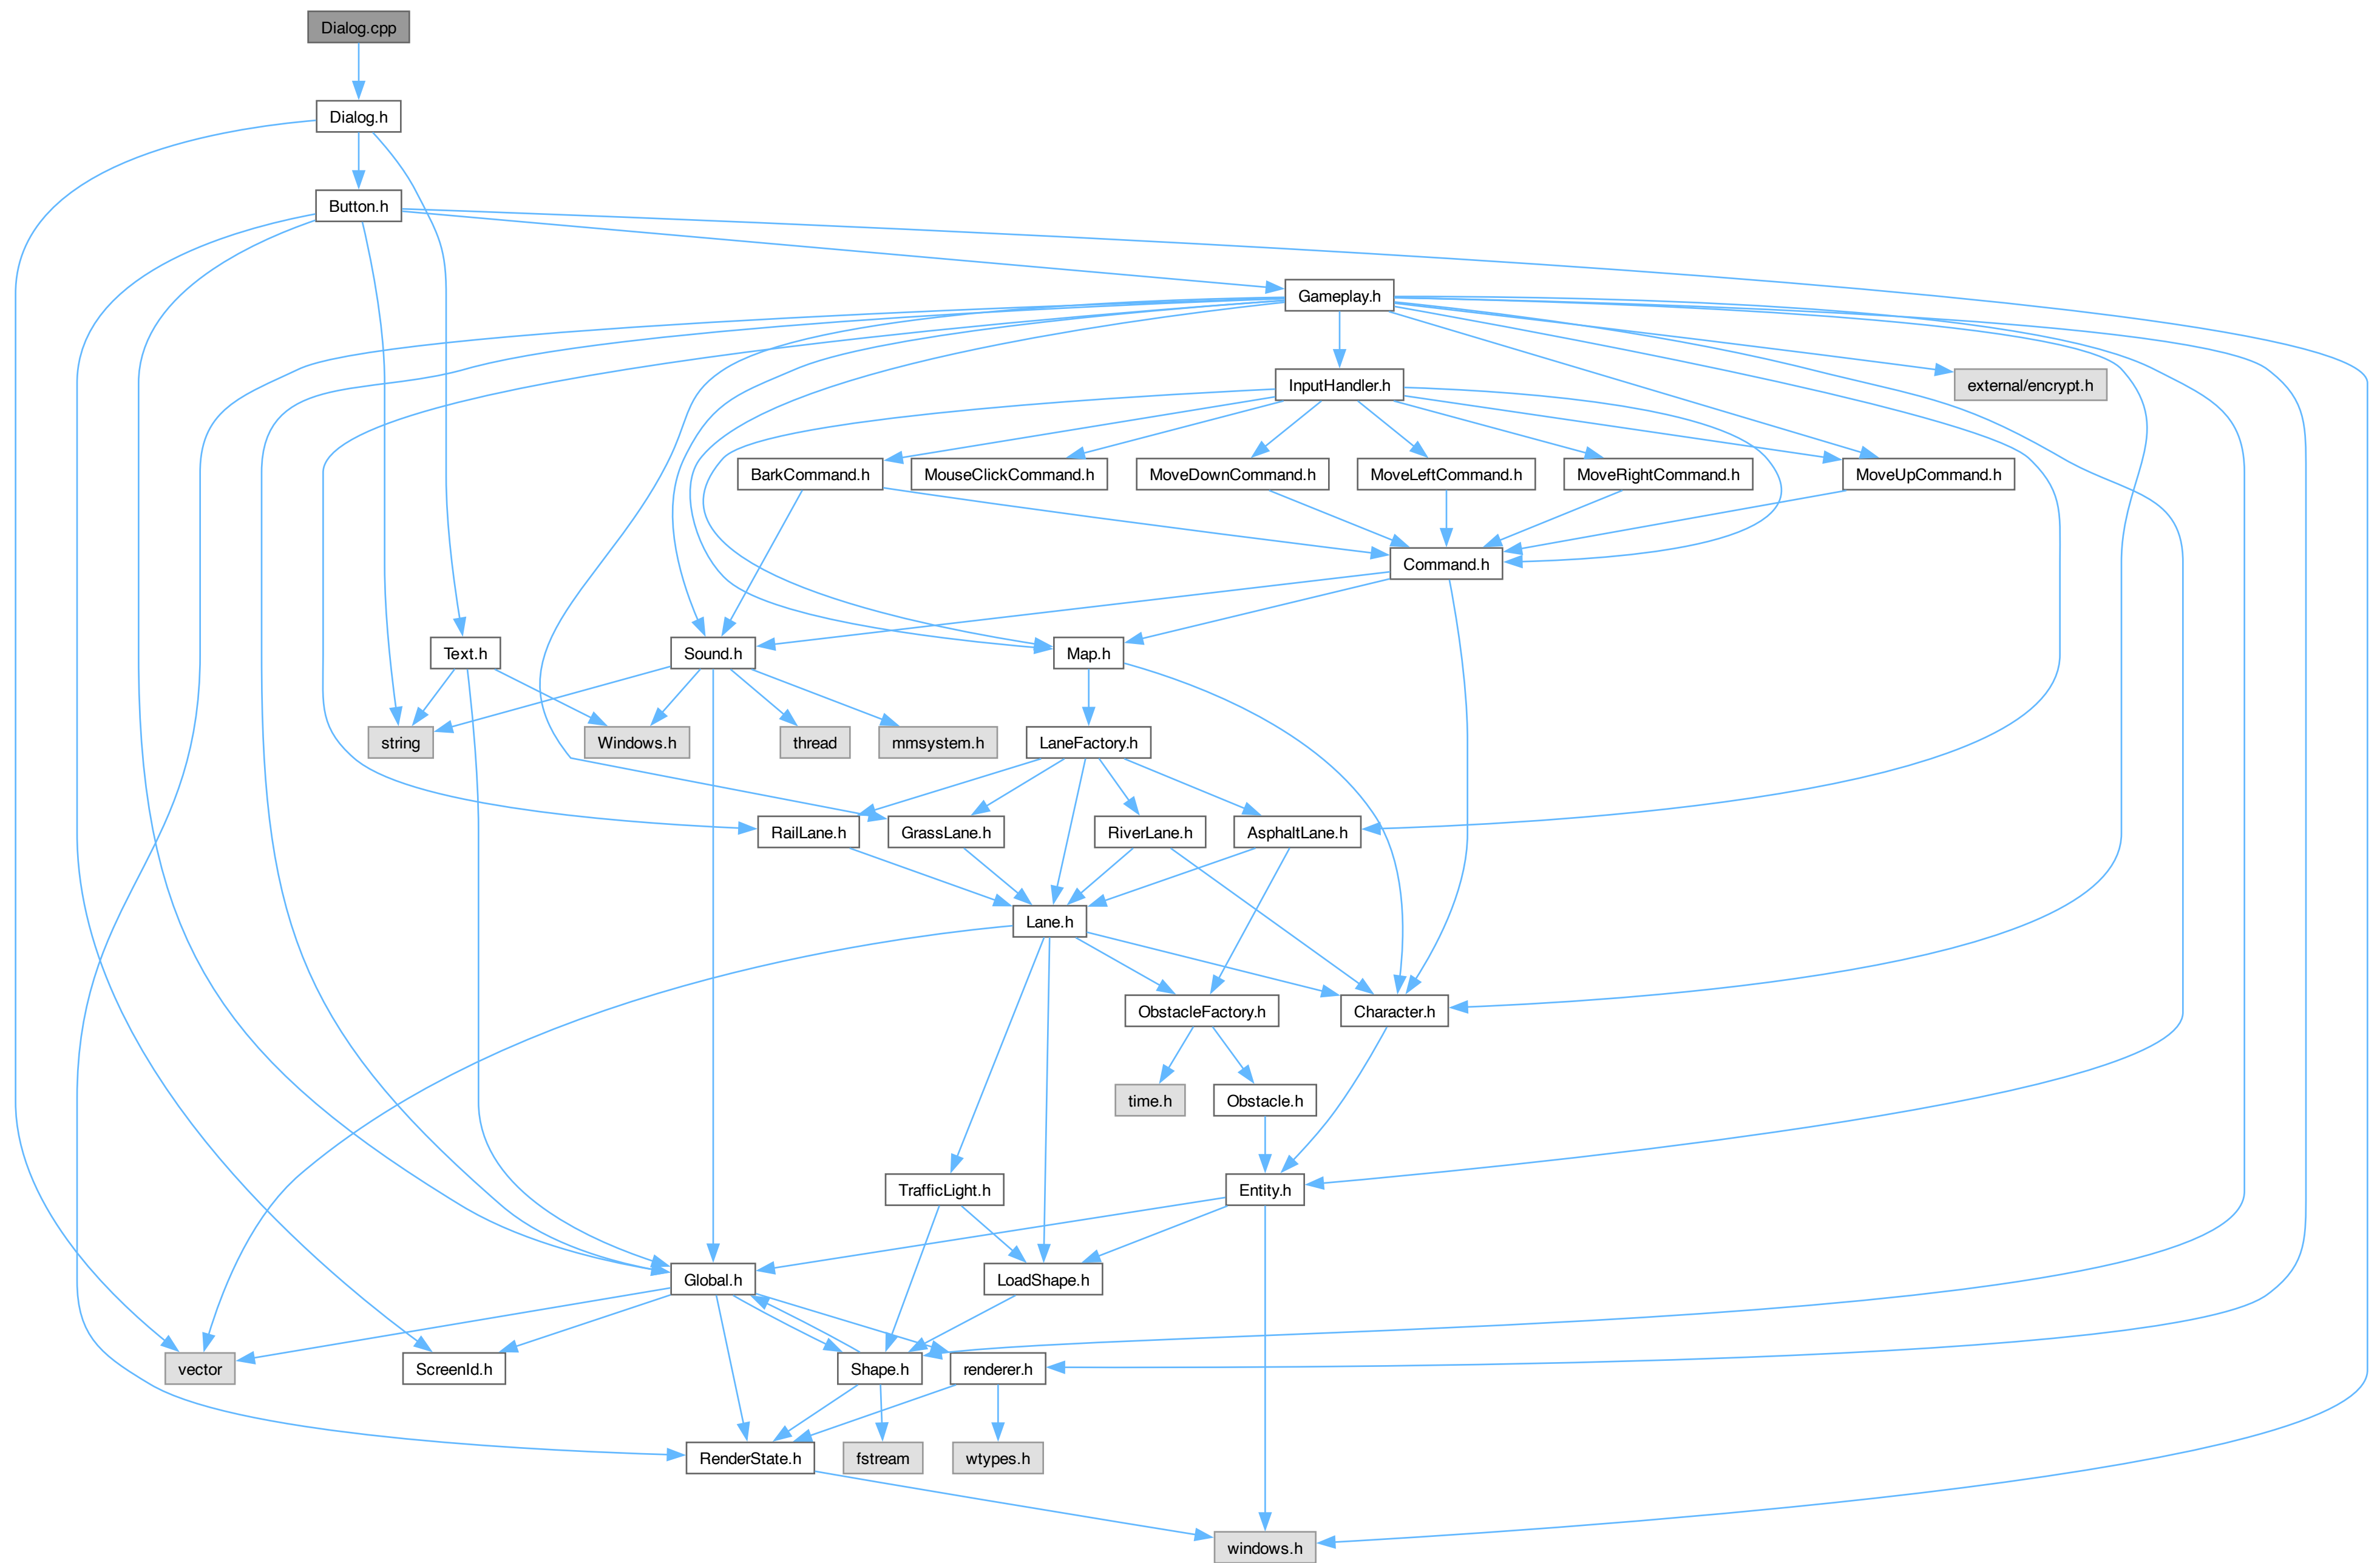 Dialog.cpp
Dialog.h
Button.h
Gameplay.h
InputHandler.h
external/encrypt.h
BarkCommand.h
MouseClickCommand.h
MoveDownCommand.h
MoveLeftCommand.h
MoveRightCommand.h
MoveUpCommand.h
Command.h
Text.h
Sound.h
Map.h
string
Windows.h
thread
mmsystem.h
LaneFactory.h
RailLane.h
GrassLane.h
RiverLane.h
AsphaltLane.h
Lane.h
ObstacleFactory.h
Character.h
time.h
Obstacle.h
TrafficLight.h
Entity.h
Global.h
LoadShape.h
vector
ScreenId.h
Shape.h
renderer.h
RenderState.h
fstream
wtypes.h
windows.h